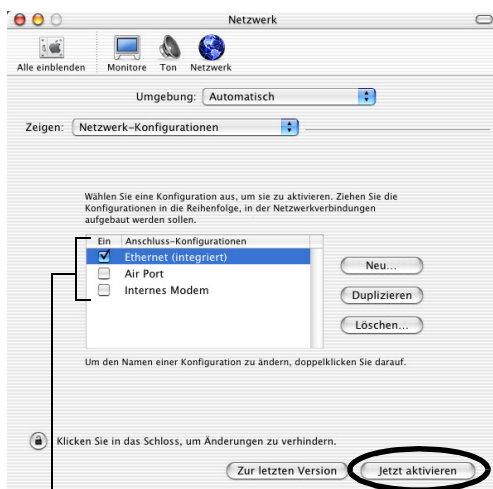 Netzwerk
Alle einblenden Monitore Ton Netzwerk
Umgebung: Automatisch
Zeigen: Netzwerk-Konfigurationen
Wählen Sie eine Konfiguration aus, um sie zu aktivieren. Ziehen Sie die
Konfigurationen in die Reihenfolge, in der Netzwerkverbindungen
aufgebaut werden sollen.
Ein Anschluss-Konfigurationen
Ethernet (integriert)
Air Port
Internes Modem
Neu...
Duplizieren
Löschen...
Um den Namen einer Konfiguration zu ändern, doppelklicken Sie darauf.
Klicken Sie in das Schloss, um Änderungen zu verhindern.
Zur letzten Version Jetzt aktivieren